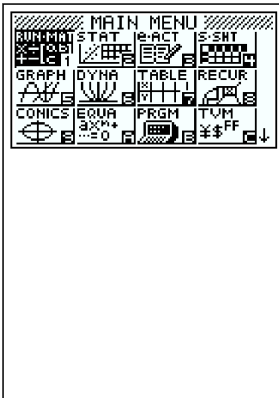 MAIN MENU
RUN·MAT STAT e·ACT S·SHT
GRAPH DYNA TABLE RECUR
CONICS EQUA PRGM TVM